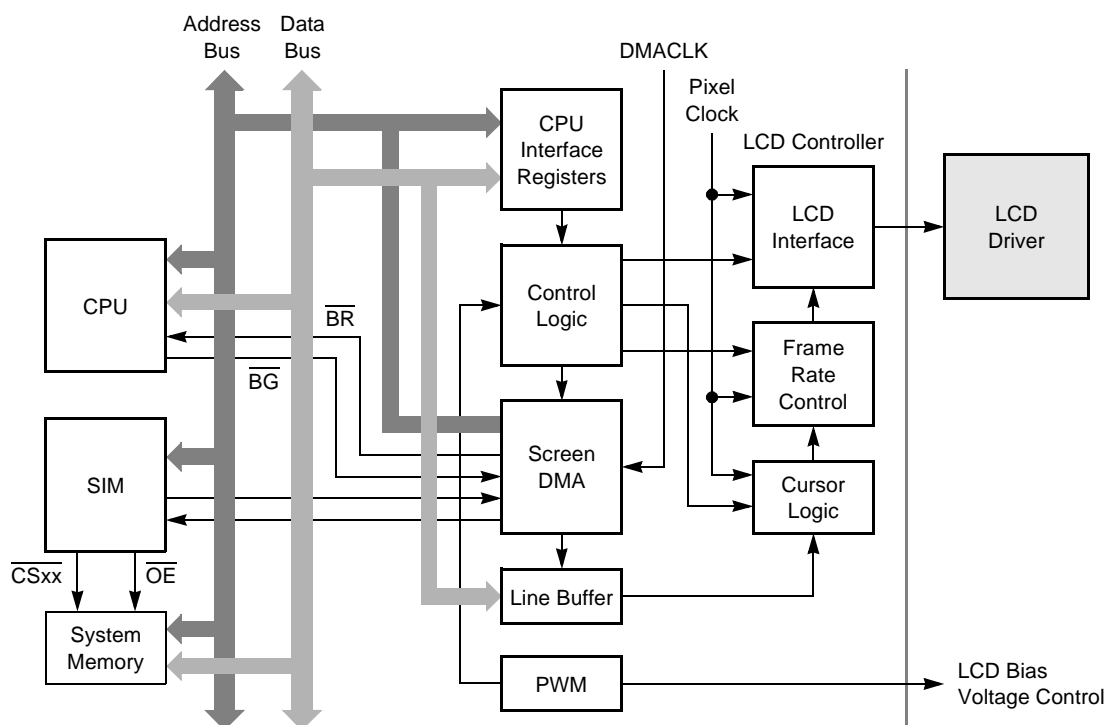 Address
Bus
Data
Bus
DMACLK
Pixel
Clock
LCD Controller
CPU
Interface
Registers
LCD
Interface
LCD
Driver
CPU
Control
Logic
BR
BG
Frame
Rate
Control
SIM
Screen
DMA
Cursor
Logic
CSxx
OE
Line Buffer
System
Memory
PWM
LCD Bias
Voltage Control